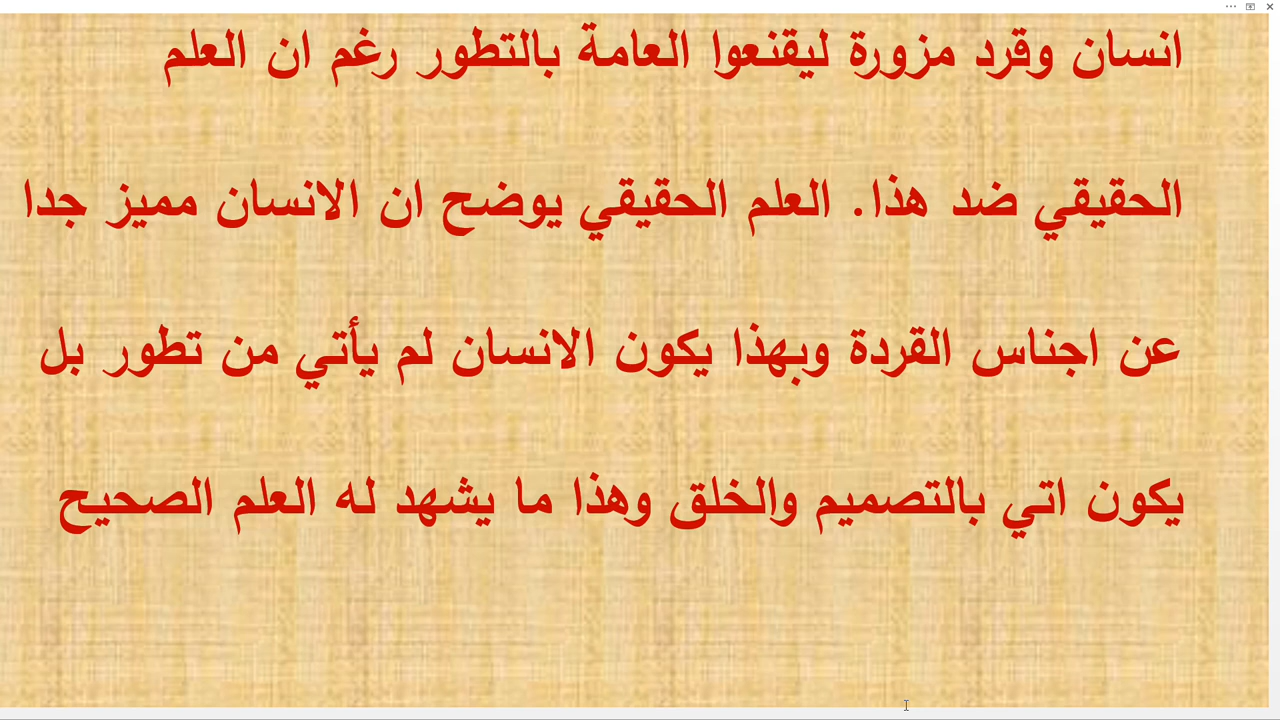 انسان وقرد مزورة ليقنعوا العامة بالتطور رغم ان العلم
الحقيقي ضد هذا. العلم الحقيقي يوضح ان الانسان مميز جدا
عن اجناس القردة وبهذا يكون الانسان لم يأتي من تطور بل
يكون اتي بالتصميم والخلق وهذا ما يشهد له العلم الصحيح